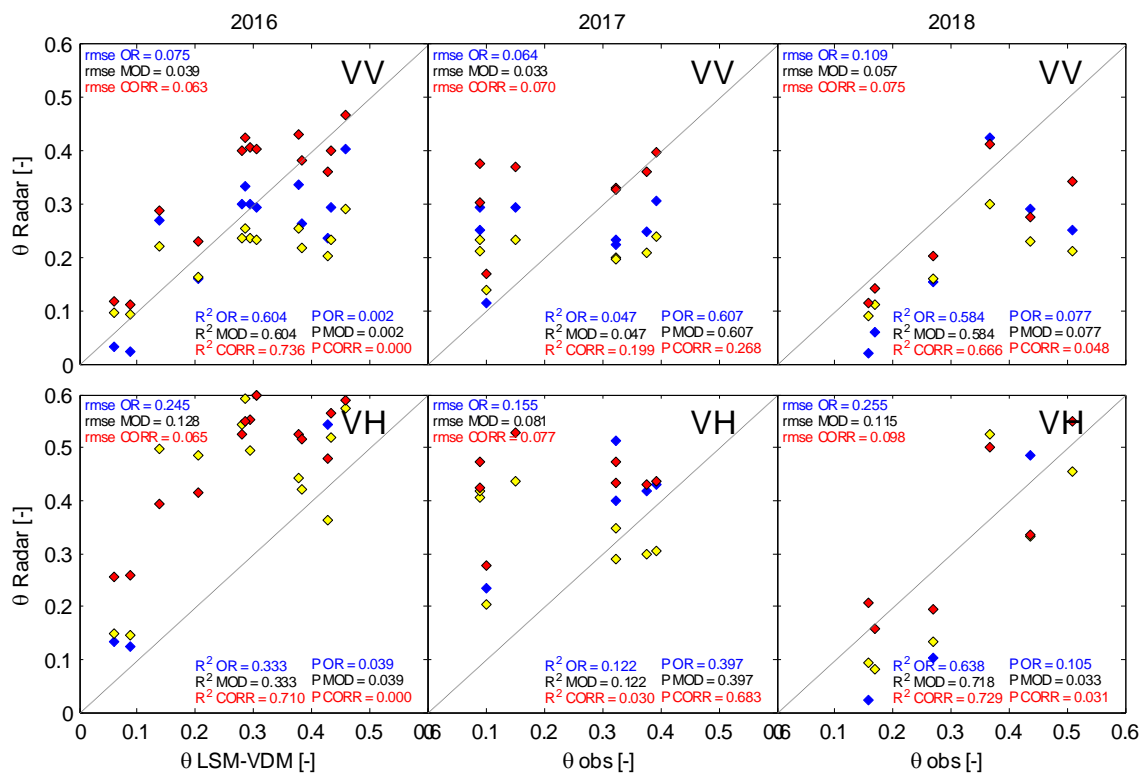 2016 2017 2018
rmse OR = 0.075
rmse MOD = 0.039
rmse CORR = 0.063
VV
R² OR = 0.604 P OR = 0.002
R² MOD = 0.604 P MOD = 0.002
R² CORR = 0.736 P CORR = 0.000
rmse OR = 0.064
rmse MOD = 0.033
rmse CORR = 0.070
VV
R² OR = 0.047 P OR = 0.607
R² MOD = 0.047 P MOD = 0.607
R² CORR = 0.199 P CORR = 0.268
rmse OR = 0.109
rmse MOD = 0.057
rmse CORR = 0.075
VV
R² OR = 0.584 P OR = 0.077
R² MOD = 0.584 P MOD = 0.077
R² CORR = 0.666 P CORR = 0.048
0.6
0.5
0.4
0.3
0.2
0.1
0
θ Radar [-]
rmse OR = 0.245
rmse MOD = 0.128
rmse CORR = 0.065
VH
R² OR = 0.333 P OR = 0.039
R² MOD = 0.333 P MOD = 0.039
R² CORR = 0.710 P CORR = 0.000
rmse OR = 0.155
rmse MOD = 0.081
rmse CORR = 0.077
VH
R² OR = 0.122 P OR = 0.397
R² MOD = 0.122 P MOD = 0.397
R² CORR = 0.030 P CORR = 0.683
rmse OR = 0.255
rmse MOD = 0.115
rmse CORR = 0.098
VH
R² OR = 0.638 P OR = 0.105
R² MOD = 0.718 P MOD = 0.033
R² CORR = 0.729 P CORR = 0.031
0.6
0.5
0.4
0.3
0.2
0.1
0
θ Radar [-]
0 0.1 0.2 0.3 0.4 0.5 0.6
0 0.1 0.2 0.3 0.4 0.5 0.6
0 0.1 0.2 0.3 0.4 0.5 0.6
θ LSM-VDM [-] θ obs [-] θ obs [-]